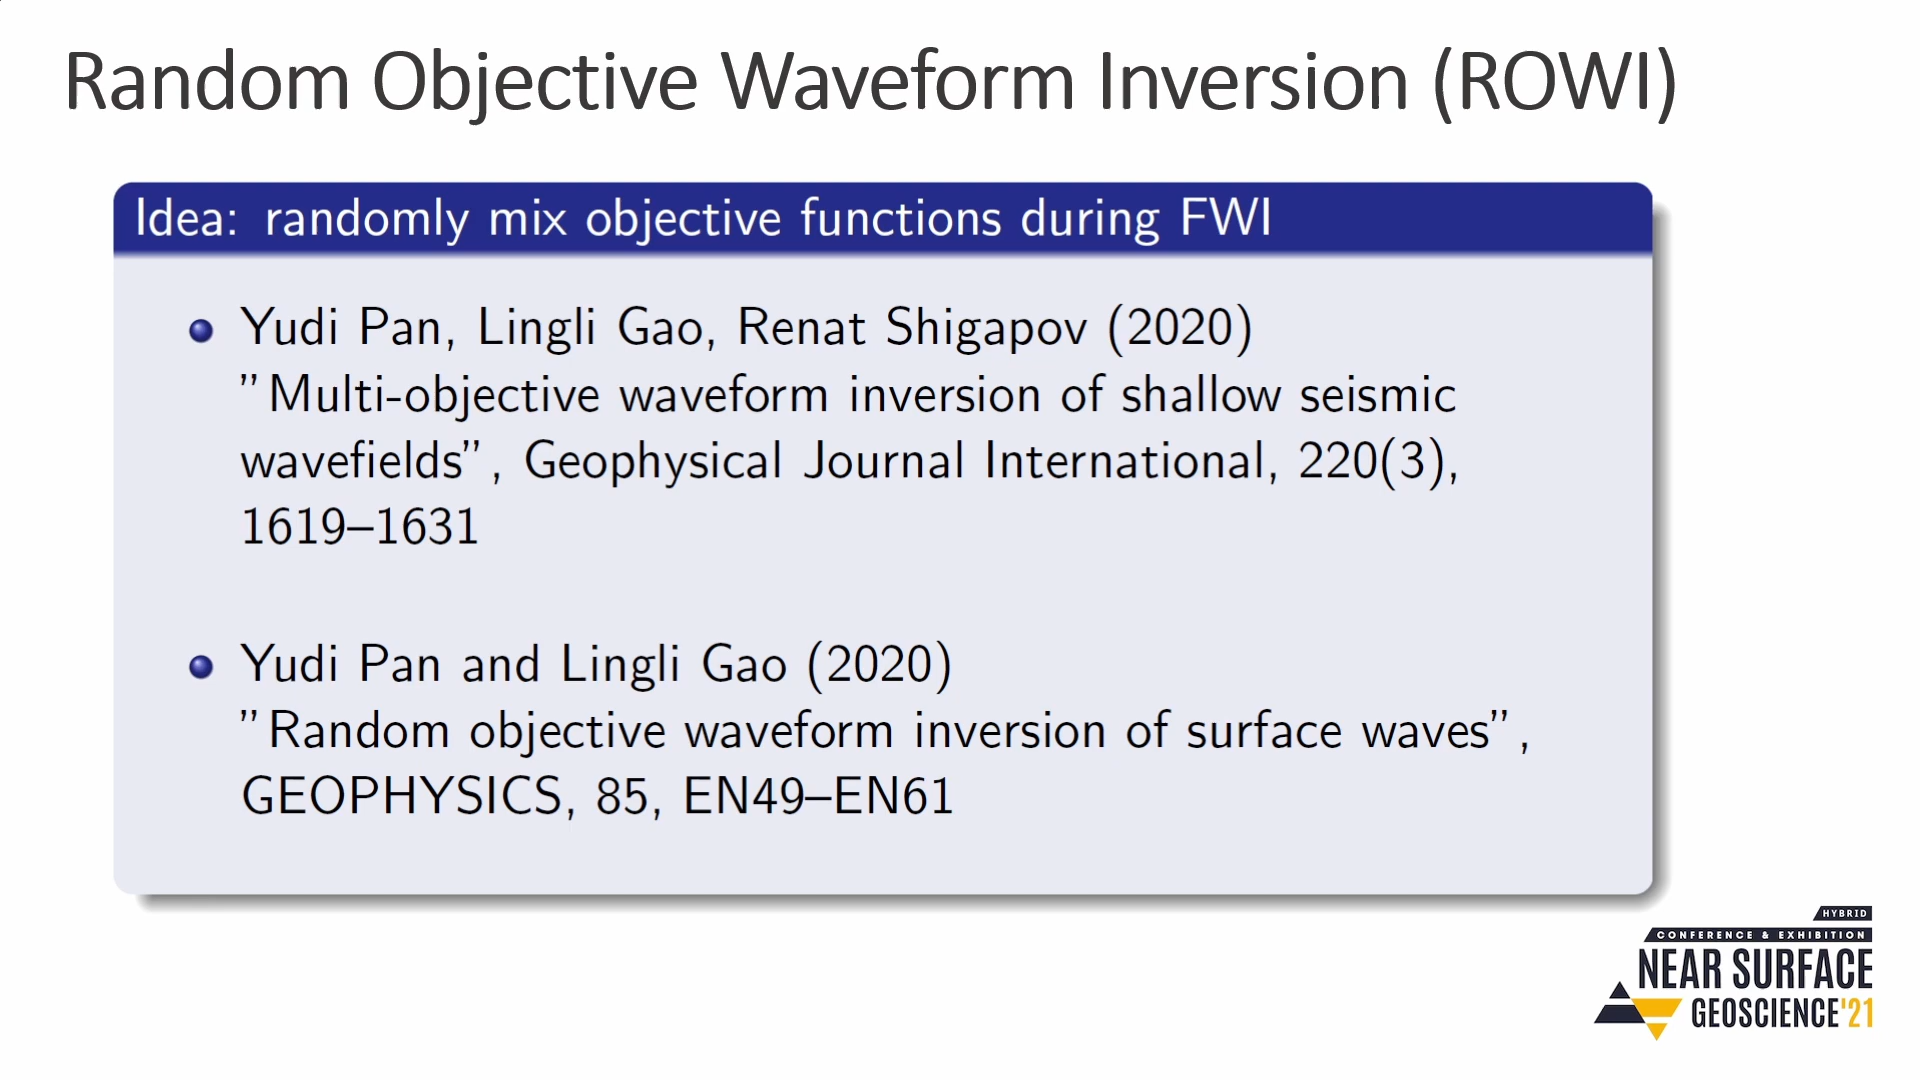 Random Objective Waveform Inversion (ROWI)
Idea: randomly mix objective functions during FWI
Yudi Pan, Lingli Gao, Renat Shigapov (2020)
”Multi-objective waveform inversion of shallow seismic
wavefields”, Geophysical Journal International, 220(3),
1619–1631
Yudi Pan and Lingli Gao (2020)
”Random objective waveform inversion of surface waves”,
GEOPHYSICS, 85, EN49–EN61
HYBRID
CONFERENCE & EXHIBITION
NEAR SURFACE
GEOSCIENCE'21